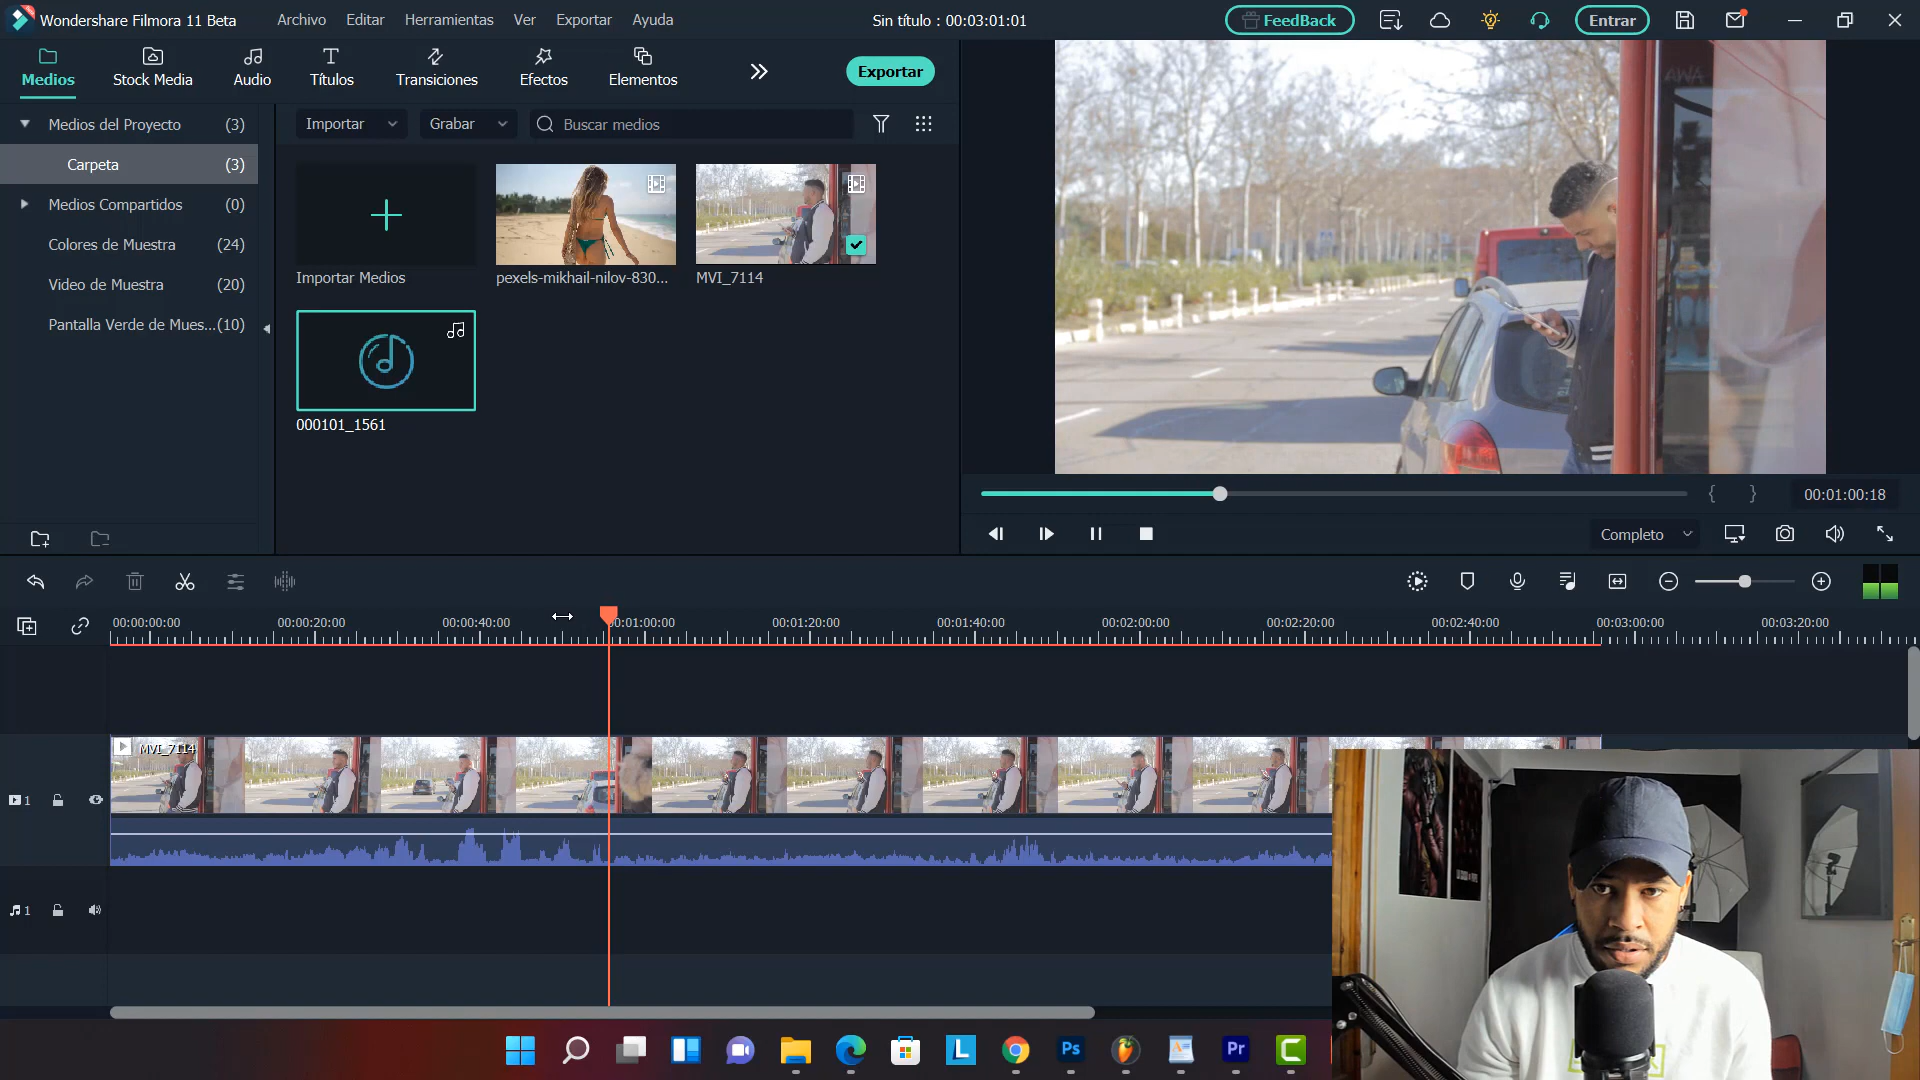 Wondershare Filmora 11 Beta
Archivo
Editar
Herramientas
Ver
Exportar
Ayuda
Sin título : 00:03:01:01
FeedBack
Entrar
Medios
Stock Media
Audio
Títulos
Transiciones
Efectos
Elementos
Exportar
Medios del Proyecto (3)
Carpeta (3)
Medios Compartidos (0)
Colores de Muestra (24)
Video de Muestra (20)
Pantalla Verde de Mues...(10)
Importar
Grabar
Buscar medios
Importar Medios
pexels-mikhail-nilov-830...
MVI_7114
000101_1561
{ }
00:01:00:18
Completo
00:00:00:00
00:00:20:00
00:00:40:00
00:01:00:00
00:01:20:00
00:01:40:00
00:02:00:00
00:02:20:00
00:02:40:00
00:03:00:00
00:03:20:00
MVI_7114
1
1
L
Ps
Pr
C